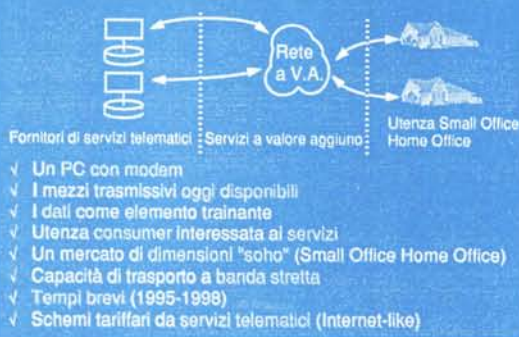 Rete
a V.A.
Fornitori di servizi telematici
Servizi a valore aggiuno
Utenza Small Office
Home Office
√ Un PC con modem
√ I mezzi trasmissivi oggi disponibili
√ I dati come elemento trainante
√ Utenza consumer interessata ai servizi
√ Un mercato di dimensioni "soho" (Small Office Home Office)
√ Capacità di trasporto a banda stretta
√ Tempi brevi (1995-1998)
√ Schemi tariffari da servizi telematici (Internet-like)